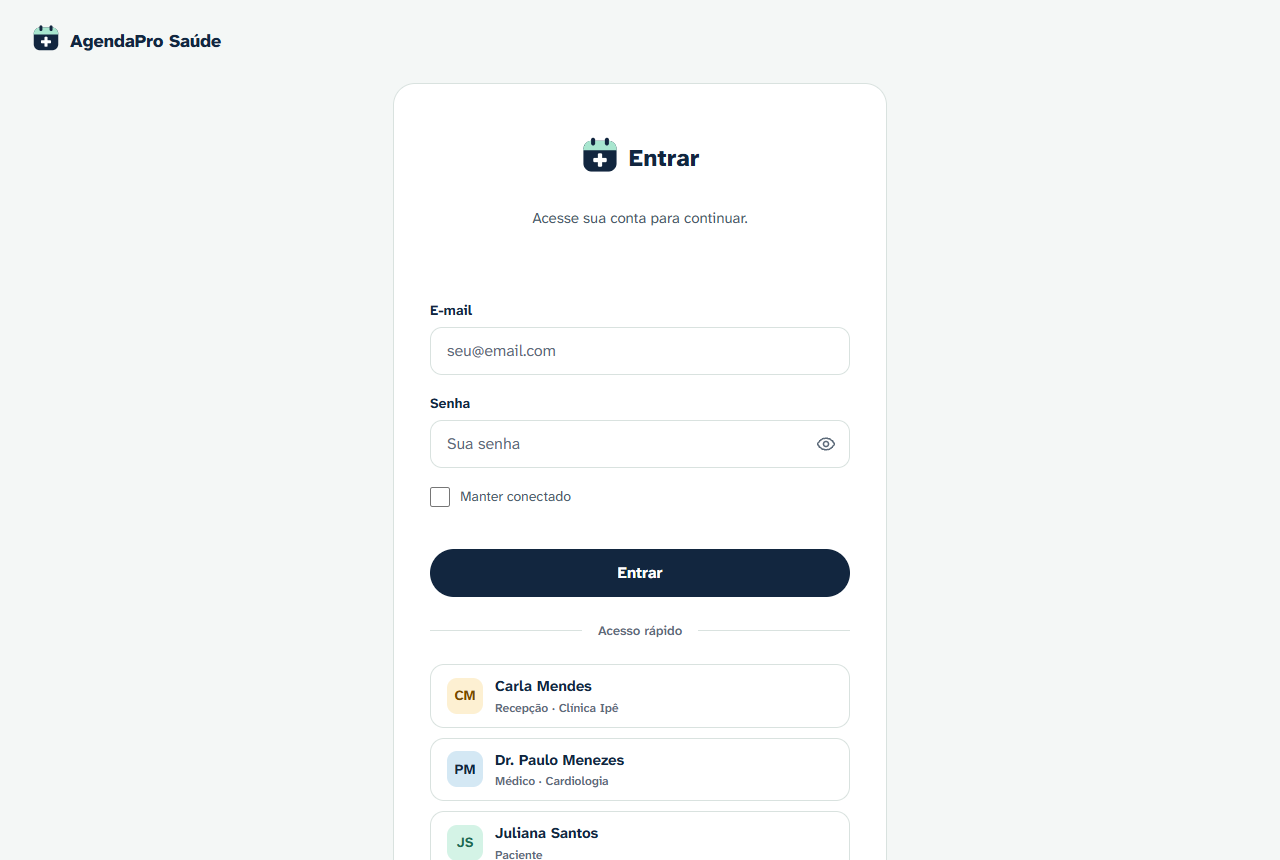 AgendaPro Saúde
Entrar
Acesse sua conta para continuar.
E-mail
seu@email.com
Senha
Sua senha
Manter conectado
Entrar
Acesso rápido
CM
Carla Mendes
Recepção · Clínica Ipê
PM
Dr. Paulo Menezes
Médico · Cardiologia
JS
Juliana Santos
Paciente